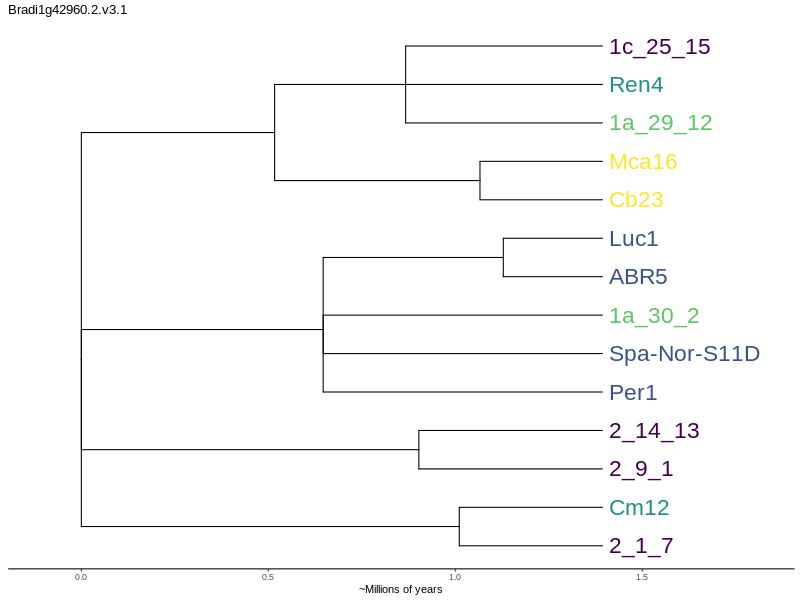 Bradi1g42960.2.v3.1
1c_25_15
Ren4
1a_29_12
Mca16
Cb23
Luc1
ABR5
1a_30_2
Spa-Nor-S11D
Per1
2_14_13
2_9_1
Cm12
2_1_7
0.0 0.5 1.0 1.5
~Millions of years